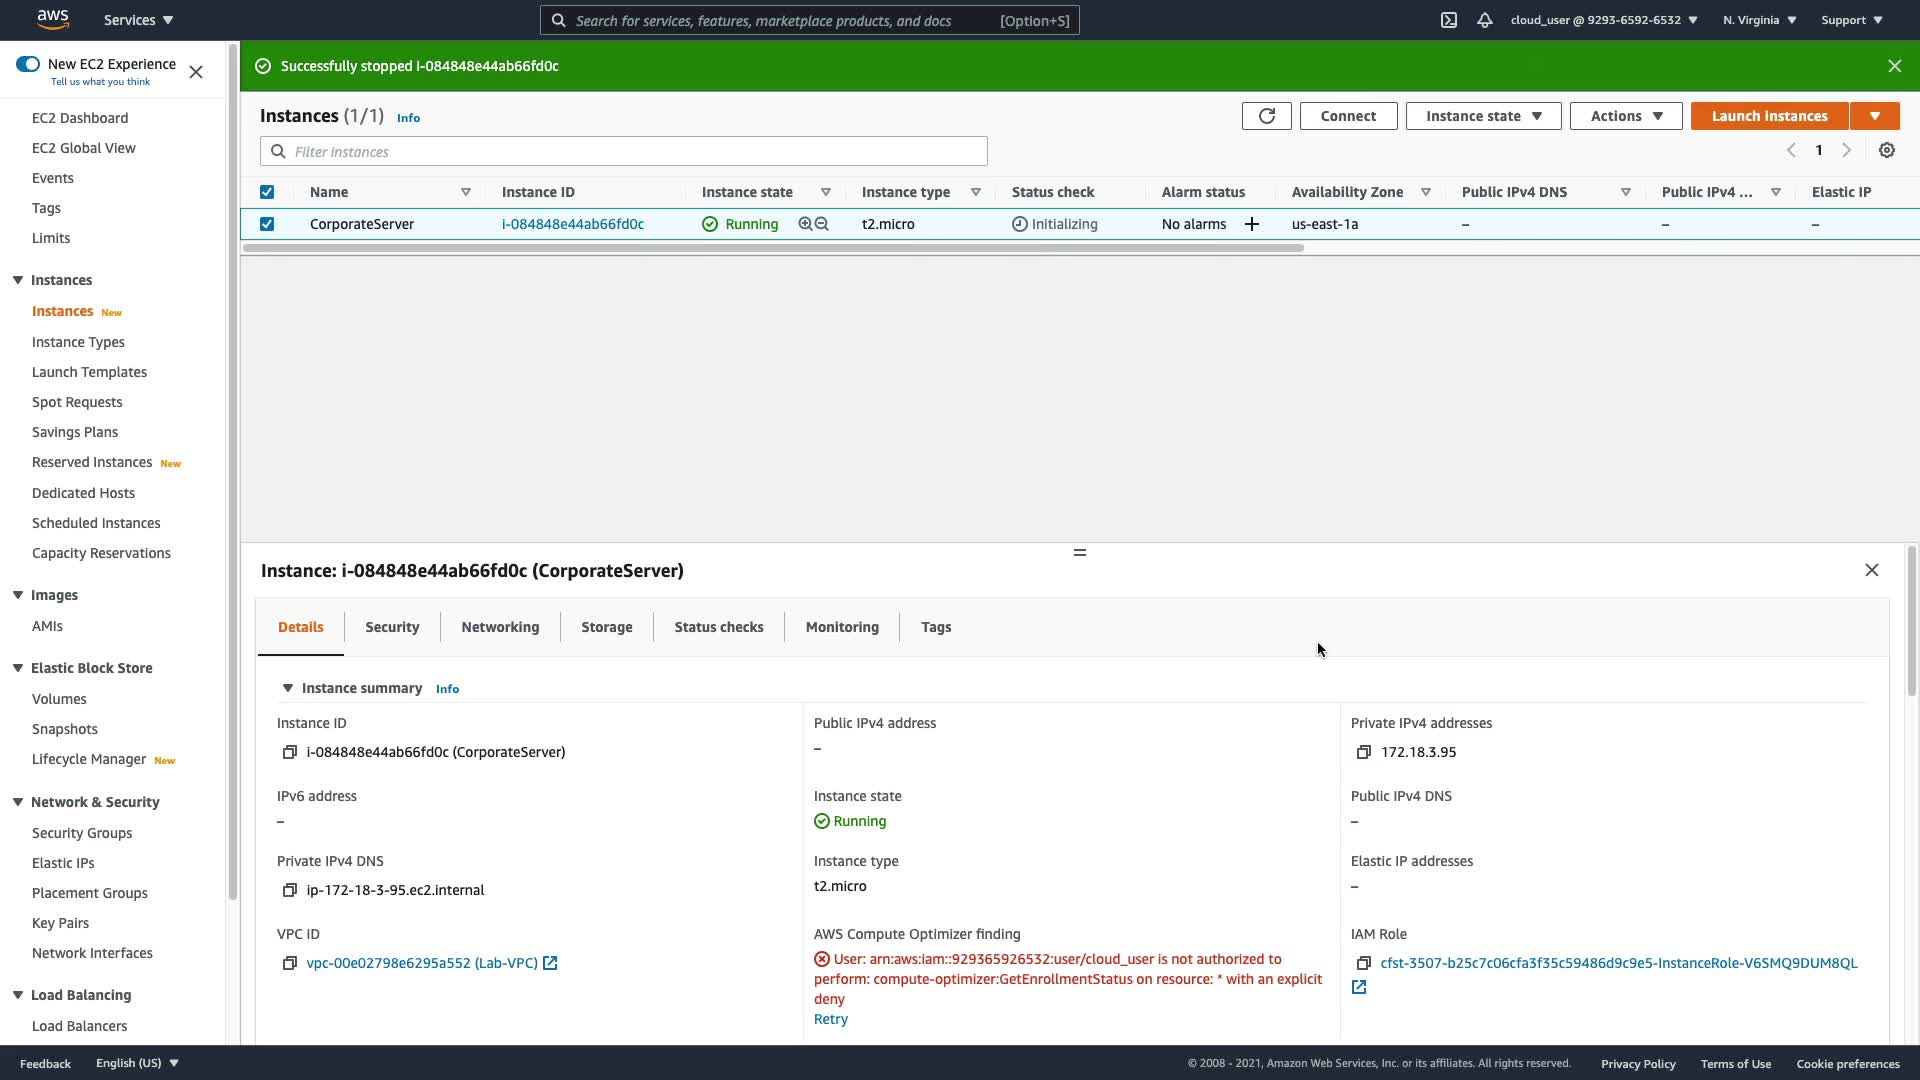 aws
Services
Search for services, features, marketplace products, and docs
[Option+S]
cloud_user @ 9293-6592-6532
N. Virginia
Support
New EC2 Experience
Tell us what you think
EC2 Dashboard
EC2 Global View
Events
Tags
Limits
Instances
Instances New
Instance Types
Launch Templates
Spot Requests
Savings Plans
Reserved Instances New
Dedicated Hosts
Scheduled Instances
Capacity Reservations
Images
AMIs
Elastic Block Store
Volumes
Snapshots
Lifecycle Manager New
Network & Security
Security Groups
Elastic IPs
Placement Groups
Key Pairs
Network Interfaces
Load Balancing
Load Balancers
Successfully stopped i-084848e44ab66fd0c
Instances (1/1) Info
Connect
Instance state
Actions
Launch instances
Filter instances
1
Name Instance ID Instance state Instance type Status check Alarm status Availability Zone Public IPv4 DNS Public IPv4 ... Elastic IP
CorporateServer i-084848e44ab66fd0c Running t2.micro Initializing No alarms + us-east-1a – – –
Instance: i-084848e44ab66fd0c (CorporateServer)
Details Security Networking Storage Status checks Monitoring Tags
Instance summary Info
Instance ID
i-084848e44ab66fd0c (CorporateServer)
Public IPv4 address
–
Private IPv4 addresses
172.18.3.95
IPv6 address
–
Instance state
Running
Public IPv4 DNS
–
Private IPv4 DNS
ip-172-18-3-95.ec2.internal
Instance type
t2.micro
Elastic IP addresses
–
VPC ID
vpc-00e02798e6295a552 (Lab-VPC)
AWS Compute Optimizer finding
User: arn:aws:iam::929365926532:user/cloud_user is not authorized to
perform: compute-optimizer:GetEnrollmentStatus on resource: * with an explicit
deny
Retry
IAM Role
cfst-3507-b25c7c06cfa3f35c59486d9c9e5-InstanceRole-V6SMQ9DUM8QL
Feedback
English (US)
© 2008 - 2021, Amazon Web Services, Inc. or its affiliates. All rights reserved.
Privacy Policy
Terms of Use
Cookie preferences